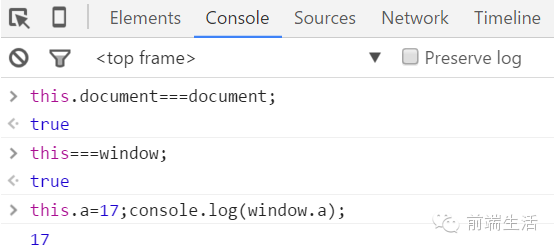 Elements Console Sources Network Timeline
<top frame> Preserve log
this.document===document;
true
this===window;
true
this.a=17;console.log(window.a);
17
前端生活